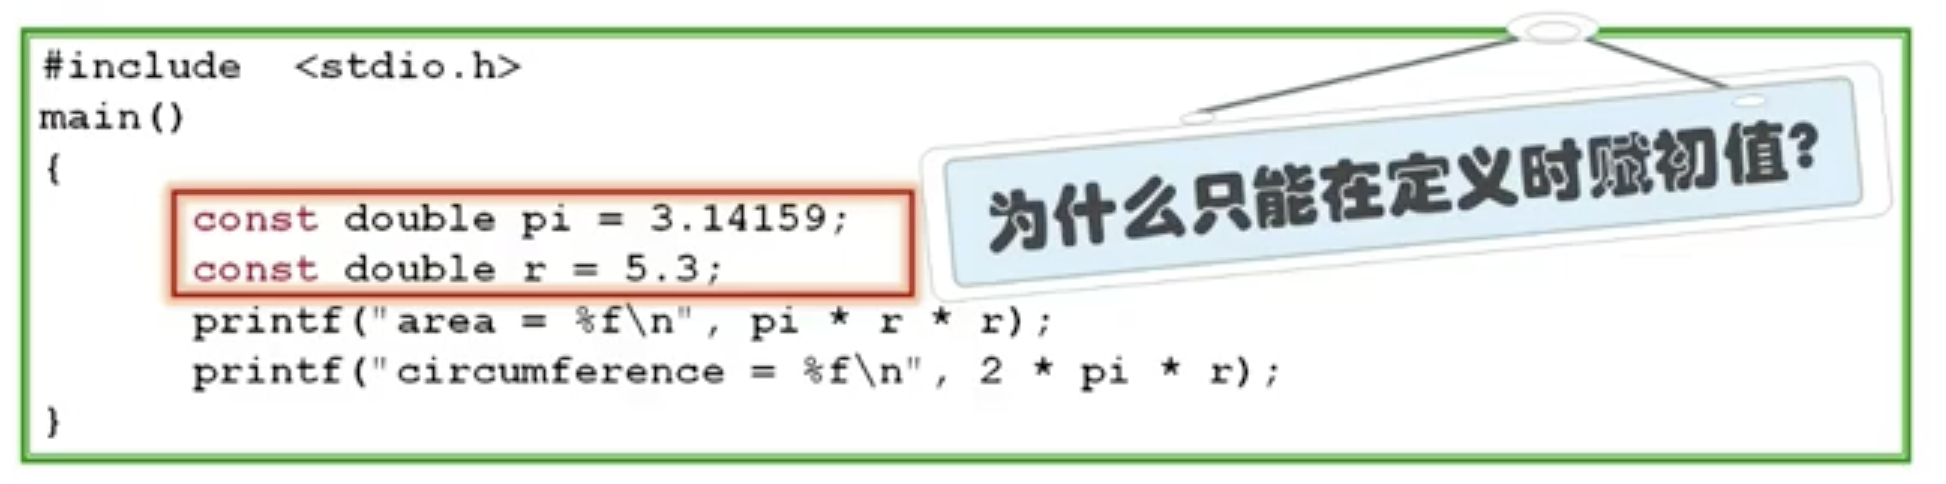 #include  <stdio.h>
main()
{
const double pi = 3.14159;
const double r = 5.3;
为什么只能在定义时赋初值?
printf("area = %f\n", pi * r * r);
printf("circumference = %f\n", 2 * pi * r);
}